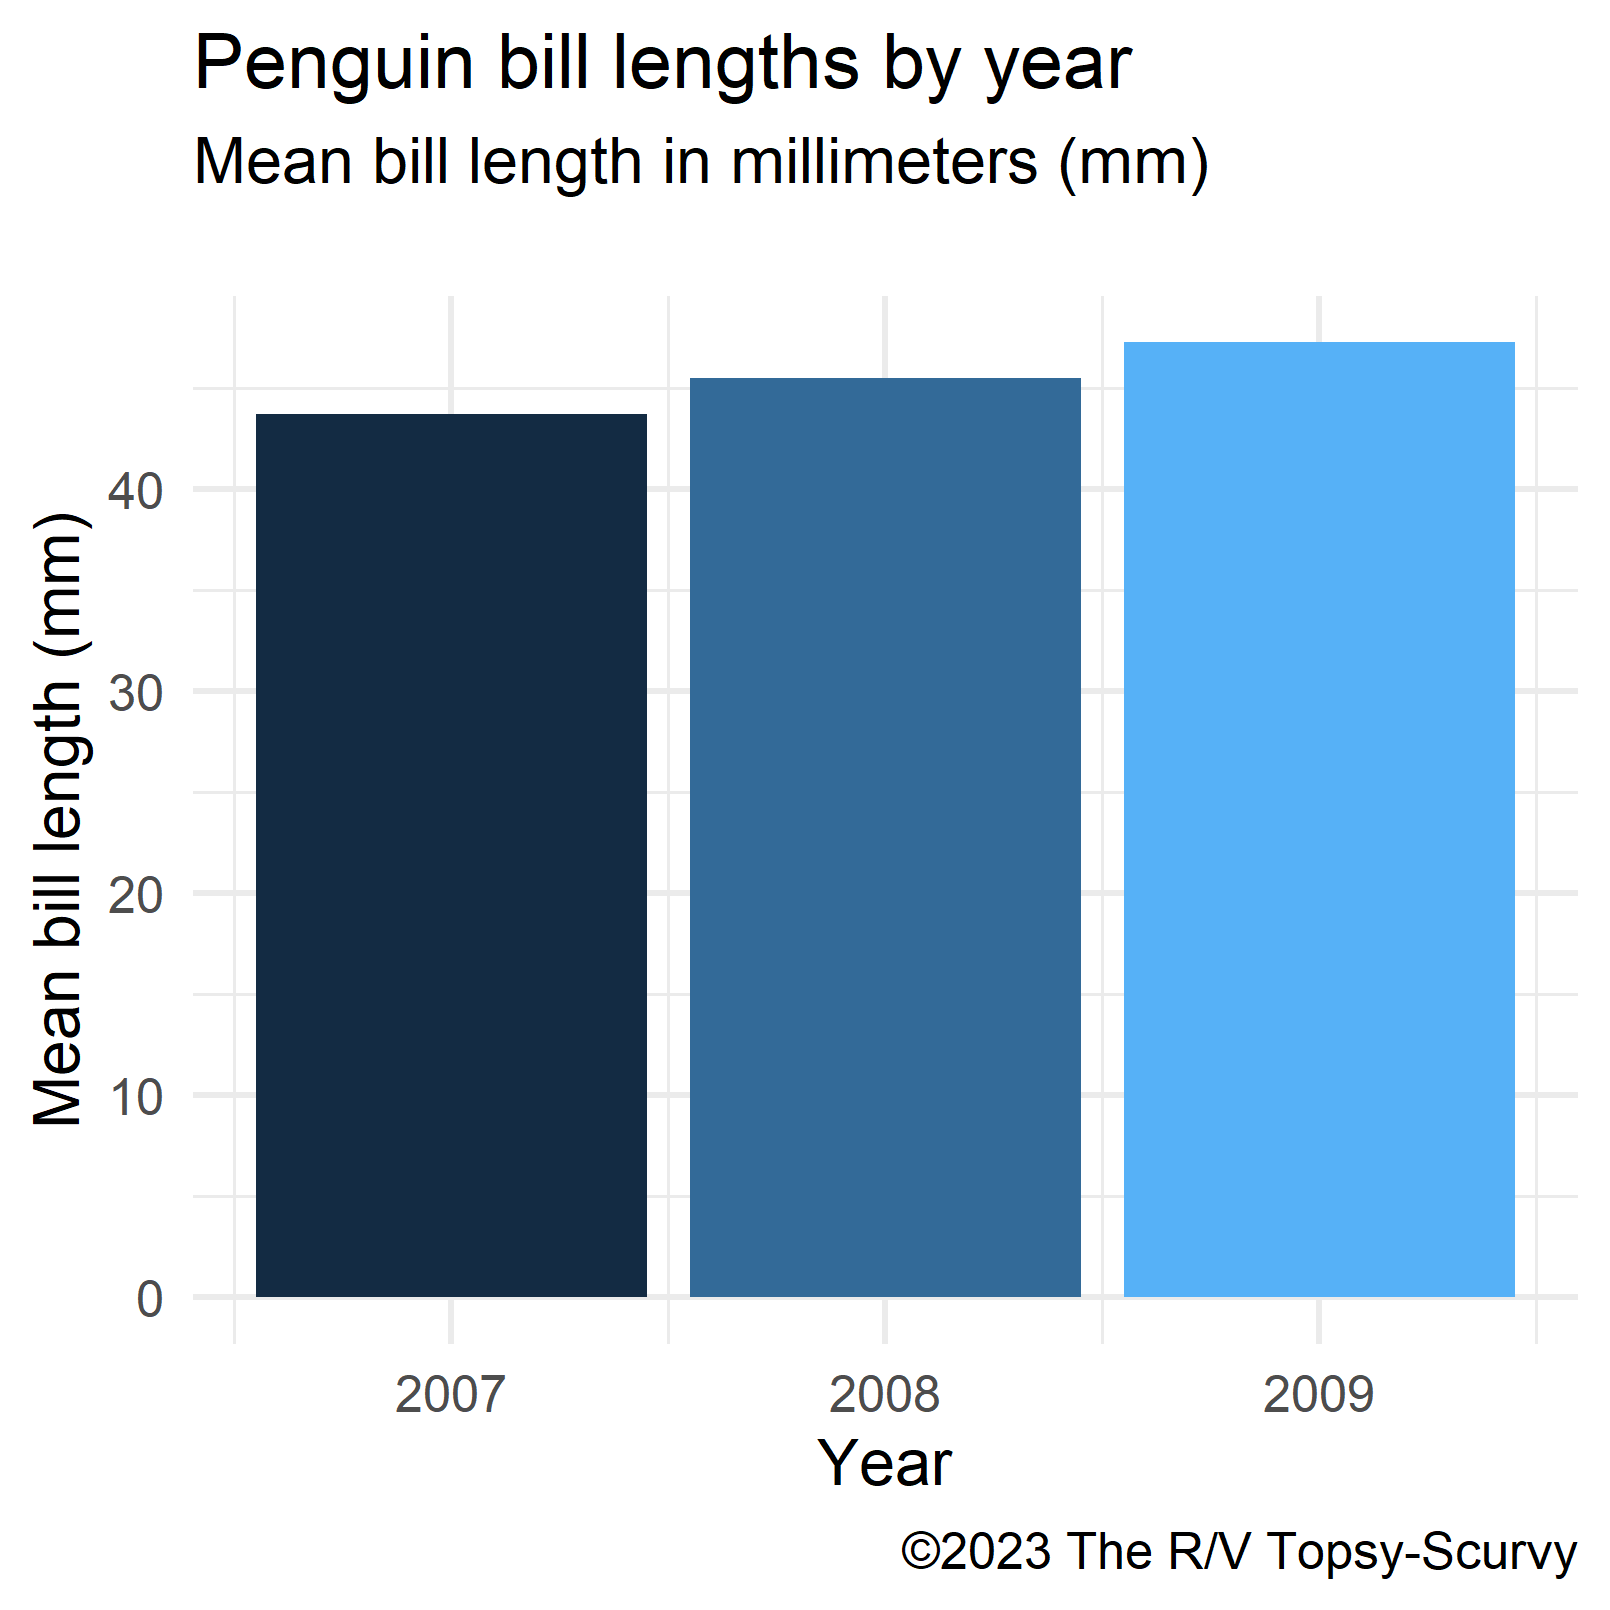 Penguin bill lengths by year
Mean bill length in millimeters (mm)
Mean bill length (mm)
40
30
20
10
0
2007 2008 2009
Year
©2023 The R/V Topsy-Scurvy